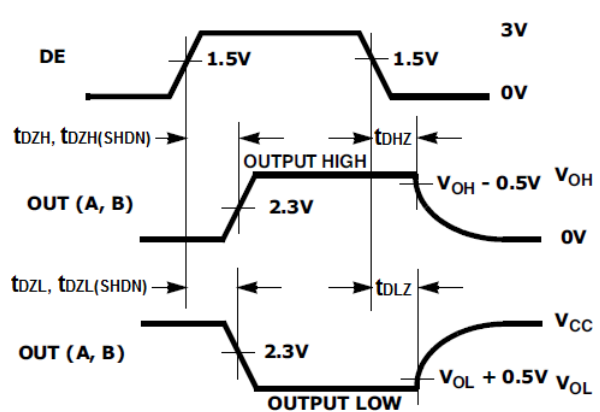 3V
DE
1.5V
1.5V
0V
tDZH, tDZH(SHDN)
tDHZ
OUTPUT HIGH
VOH - 0.5V
VOH
OUT (A, B)
2.3V
0V
tDZL, tDZL(SHDN)
tDLZ
VCC
OUT (A, B)
2.3V
VOL + 0.5V
VOL
OUTPUT LOW